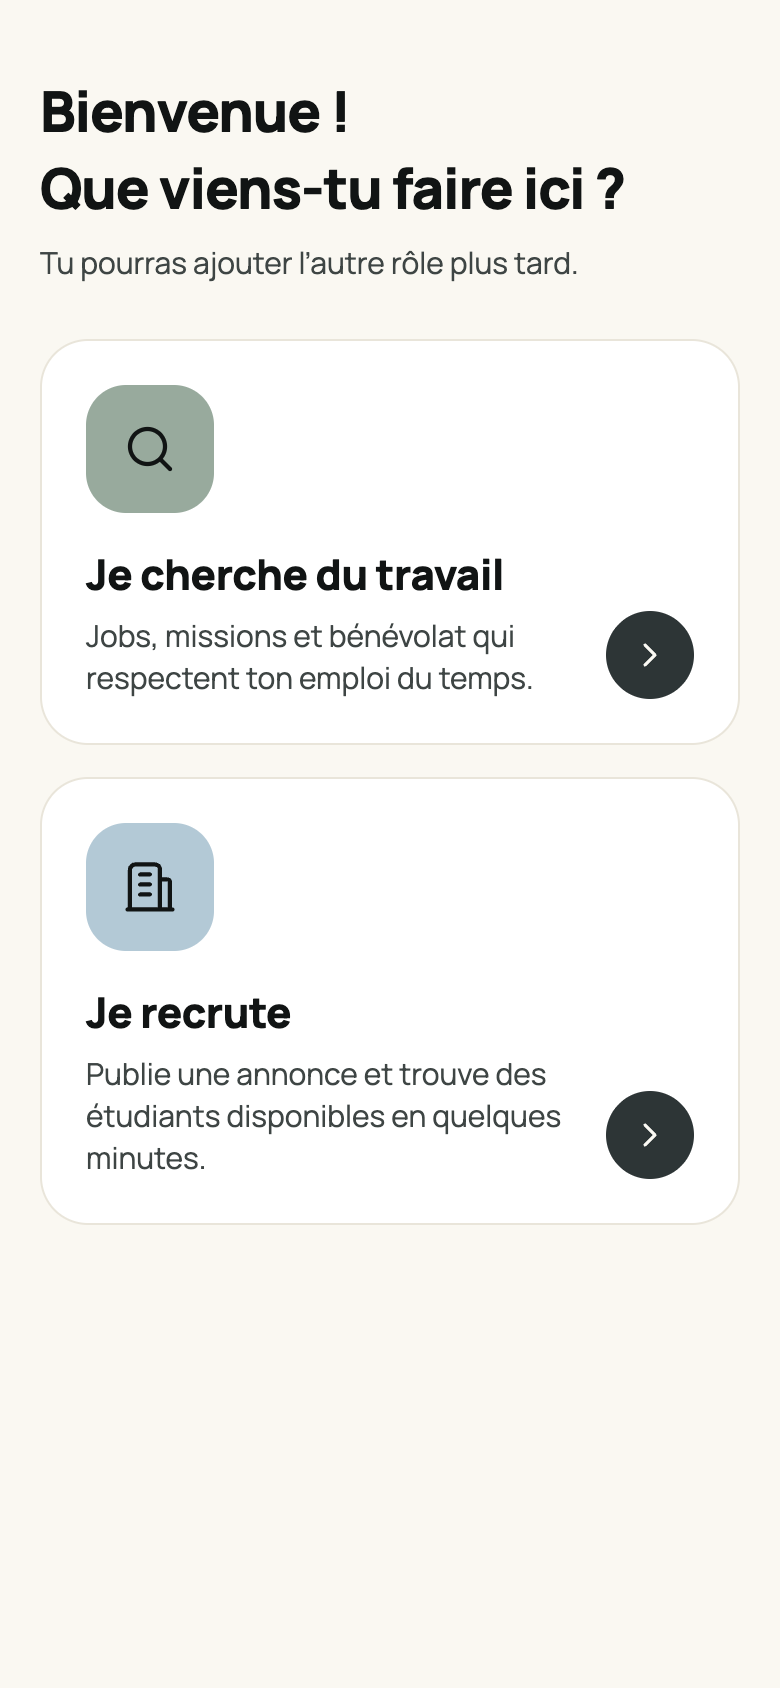 Bienvenue !
Que viens-tu faire ici ?
Tu pourras ajouter l’autre rôle plus tard.
Je cherche du travail
Jobs, missions et bénévolat qui
respectent ton emploi du temps.
Je recrute
Publie une annonce et trouve des
étudiants disponibles en quelques
minutes.